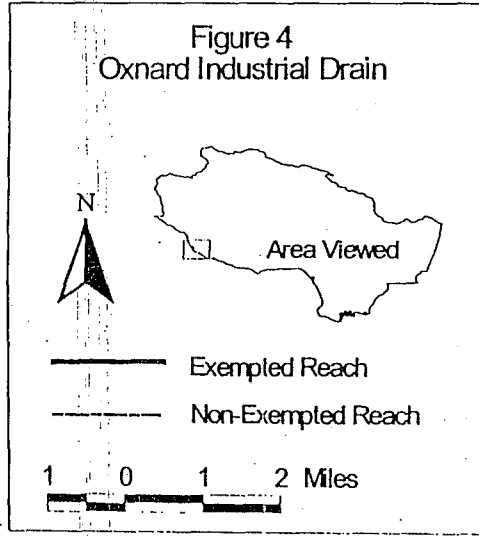 Figure 4
Oxnard Industrial Drain
N
Area Viewed
Exempted Reach
Non-Exempted Reach
1 0 1 2 Miles